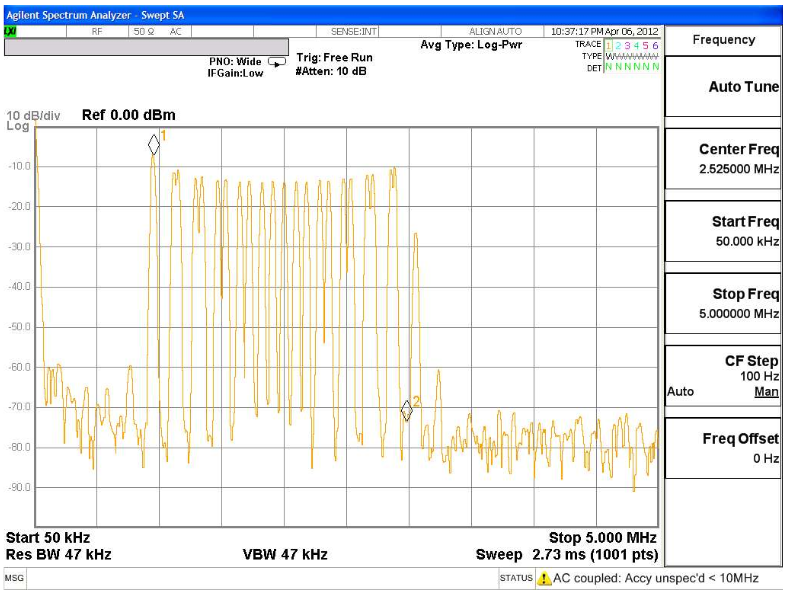 Agilent Spectrum Analyzer - Swept SA
LXI RF 50 Ω AC SENSE:INT ALIGN AUTO 10:37:17 PM Apr 06, 2012
Avg Type: Log-Pwr
TRACE 1 2 3 4 5 6
TYPE W
DET N N N N N N
PNO: Wide
IFGain:Low
Trig: Free Run
#Atten: 10 dB
10 dB/div
Log
Ref 0.00 dBm
1
-10.0
-20.0
-30.0
-40.0
-50.0
-60.0
-70.0
-80.0
-90.0
2
Start 50 kHz
Stop 5.000 MHz
Res BW 47 kHz
VBW 47 kHz
Sweep 2.73 ms (1001 pts)
Frequency
Auto Tune
Center Freq
2.525000 MHz
Start Freq
50.000 kHz
Stop Freq
5.000000 MHz
CF Step
100 Hz
Auto Man
Freq Offset
0 Hz
MSG
STATUS AC coupled: Accy unspec'd < 10MHz